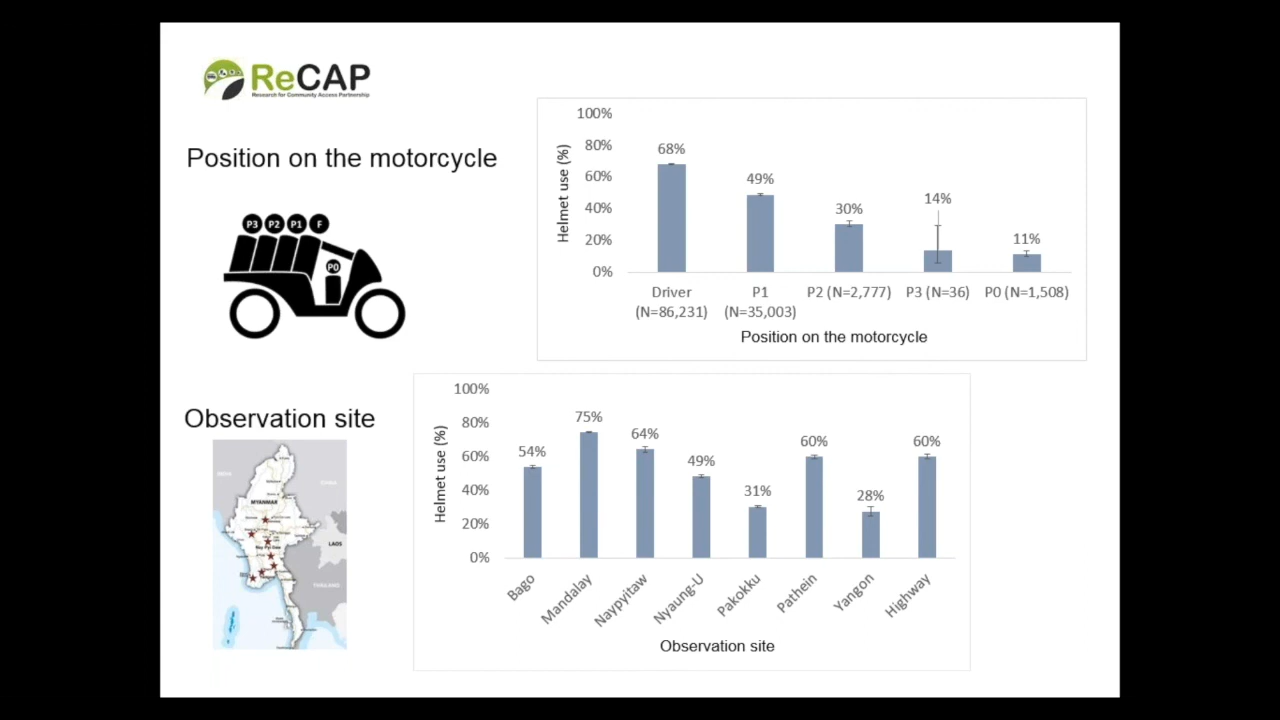 ReCAP
Research for Community Access Partnership
Position on the motorcycle
P3 P2 P1 F
P0
Helmet use (%)
100%
80%
60%
40%
20%
0%
68%
49%
30%
14%
11%
Driver
(N=86,231)
P1
(N=35,003)
P2 (N=2,777)
P3 (N=36)
P0 (N=1,508)
Position on the motorcycle
Observation site
MYANMAR
LAOS
THAILAND
Helmet use (%)
100%
80%
60%
40%
20%
0%
54%
75%
64%
49%
31%
60%
28%
60%
Bago
Mandalay
Naypyitaw
Nyaung-U
Pakokku
Pathein
Yangon
Highway
Observation site